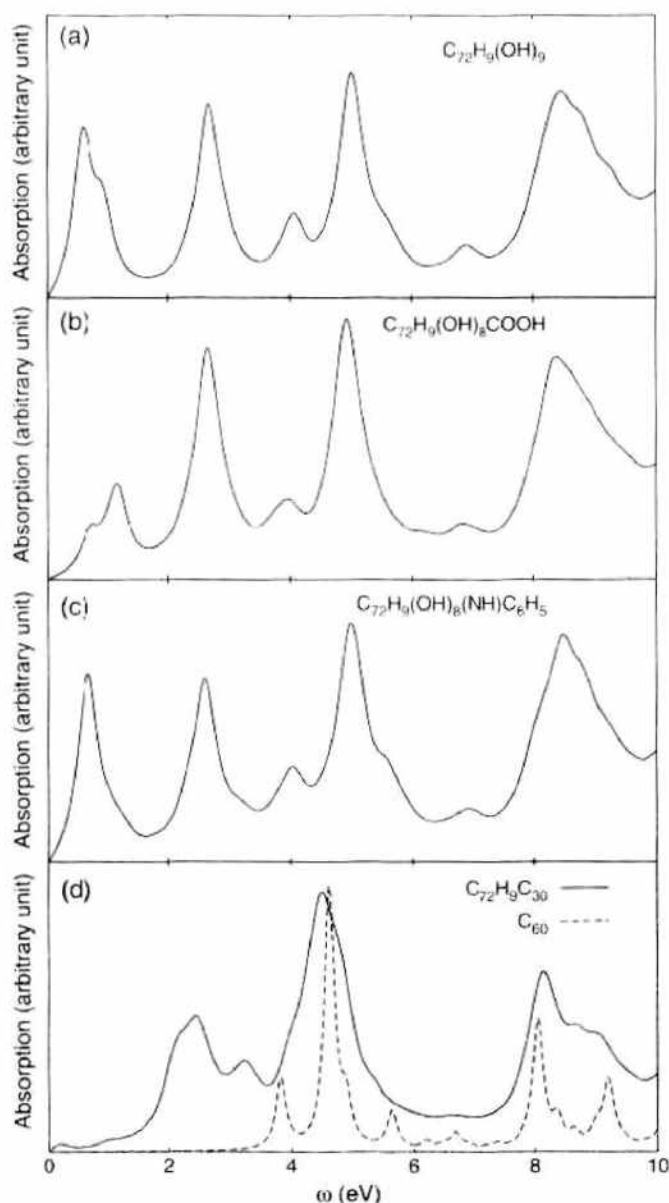 (a)
C₇₂H₉(OH)₉
Absorption (arbitrary unit)
(b)
C₇₂H₉(OH)₈COOH
Absorption (arbitrary unit)
(c)
C₇₂H₉(OH)₈(NH)C₆H₅
Absorption (arbitrary unit)
(d)
C₇₂H₉C₃₀
C₆₀
Absorption (arbitrary unit)
0 2 4 6 8 10
ω (eV)